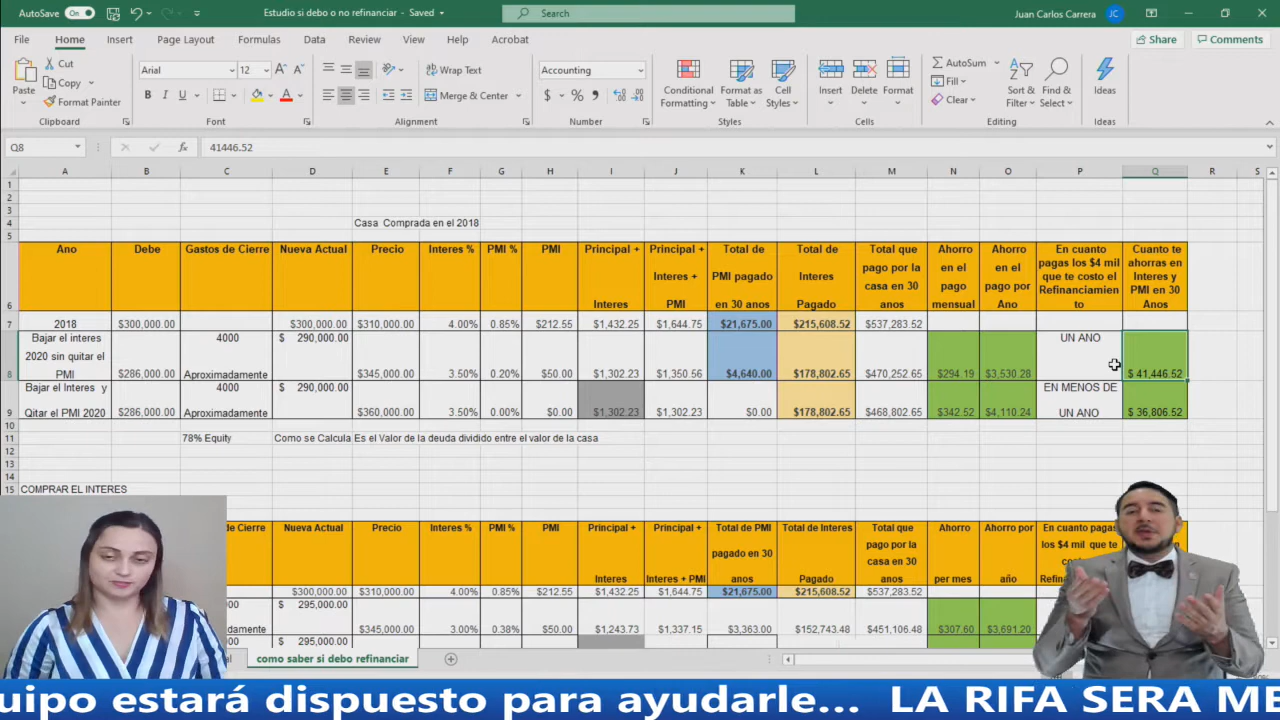 AutoSave On Estudio si debo o no refinanciar - Saved Search Juan Carlos Carrera JC
File Home Insert Page Layout Formulas Data Review View Help Acrobat Share Comments
Cut Arial 12 Wrap Text Accounting AutoSum
Paste Copy Conditional Format as Cell Insert Delete Format Fill Sort & Find & Ideas
Format Painter B I U Merge & Center $ % Formatting Table Styles Clear Filter Select
Clipboard Font Alignment Number Styles Cells Editing Ideas
Q8 fx 41446.52
A B C D E F G H I J K L M N O P Q R S
1
2
3
4 Casa Comprada en el 2018
5
6 Ano Debe Gastos de Cierre Nueva Actual Precio Interes % PMI % PMI Principal + Interes Principal + Interes + PMI Total de PMI pagado en 30 anos Total de Interes Pagado Total que pago por la casa en 30 anos Ahorro en el pago mensual Ahorro en el pago por Ano En cuanto pagas los $4 mil que te costo el Refinanciamiento Cuanto te ahorras en Interes y PMI en 30 Anos
7 2018 $300,000.00 $300,000.00 $310,000.00 4.00% 0.85% $212.55 $1,432.25 $1,644.75 $21,675.00 $215,608.52 $537,283.52
8 Bajar el interes 2020 sin quitar el PMI $286,000.00 4000 Aproximadamente $ 290,000.00 $345,000.00 3.50% 0.20% $50.00 $1,302.23 $1,350.56 $4,640.00 $178,802.65 $470,252.65 $294.19 $3,530.28 UN ANO $ 41,446.52
9 Bajar el Interes y Qitar el PMI 2020 $286,000.00 4000 Aproximadamente $ 290,000.00 $360,000.00 3.50% 0.00% $0.00 $1,302.23 $1,302.23 $0.00 $178,802.65 $468,802.65 $342.52 $4,110.24 EN MENOS DE UN ANO $ 36,806.52
10
11 78% Equity Como se Calcula Es el Valor de la deuda dividido entre el valor de la casa
12
13
14
15 COMPRAR EL INTERES
de Cierre Nueva Actual Precio Interes % PMI % PMI Principal + Interes Principal + Interes + PMI Total de PMI pagado en 30 anos Total de Interes Pagado Total que pago por la casa en 30 anos Ahorro per mes Ahorro por año En cuanto pagas los $4 mil que te
$300,000.00 $310,000.00 4.00% 0.85% $212.55 $1,432.25 $1,644.75 $21,675.00 $215,608.52 $537,283.52
$ 295,000.00 $345,000.00 3.00% 0.38% $50.00 $1,243.73 $1,337.15 $3,363.00 $152,743.48 $451,106.48 $307.60 $3,691.20
$ 295,000.00
como saber si debo refinanciar
uipo estará dispuesto para ayudarle... LA RIFA SERA ME